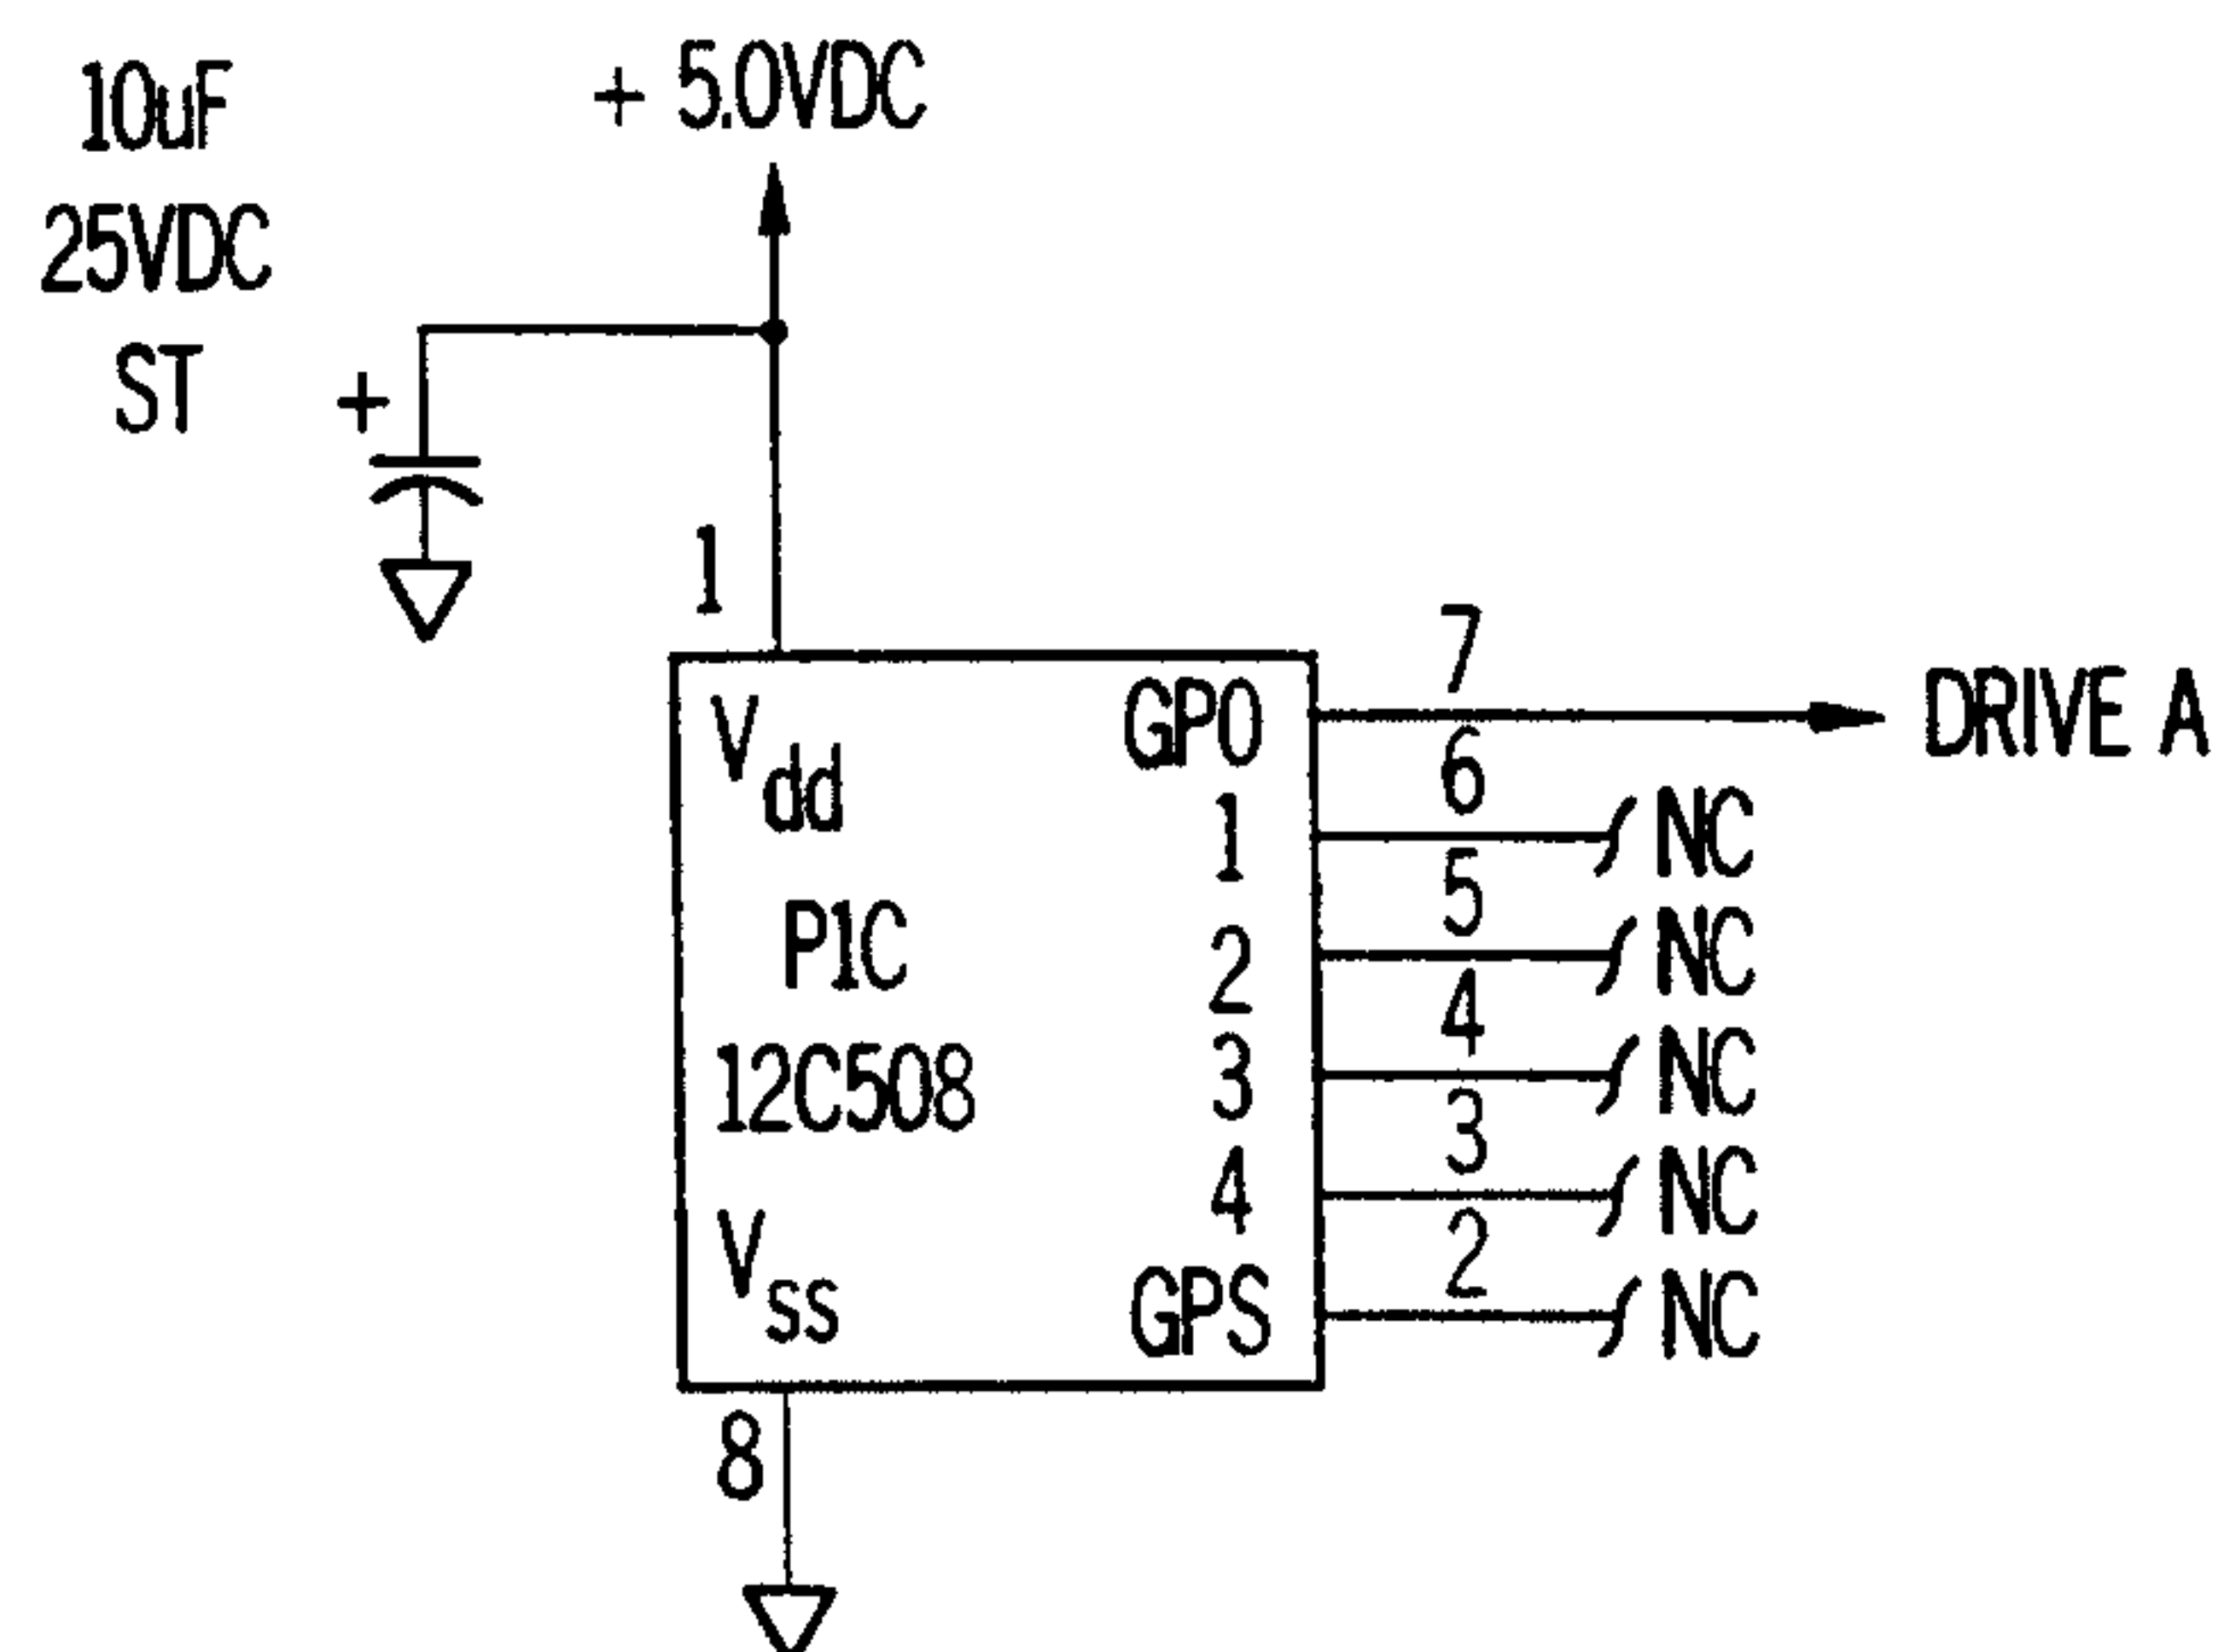 10uF
25VDC
ST
+ 5.0VDC
+
1
7
Vdd
GP0
DRIVE A
6
1
NC
5
PIC
2
NC
4
12C508
3
NC
3
4
NC
2
Vss
GPS
NC
8